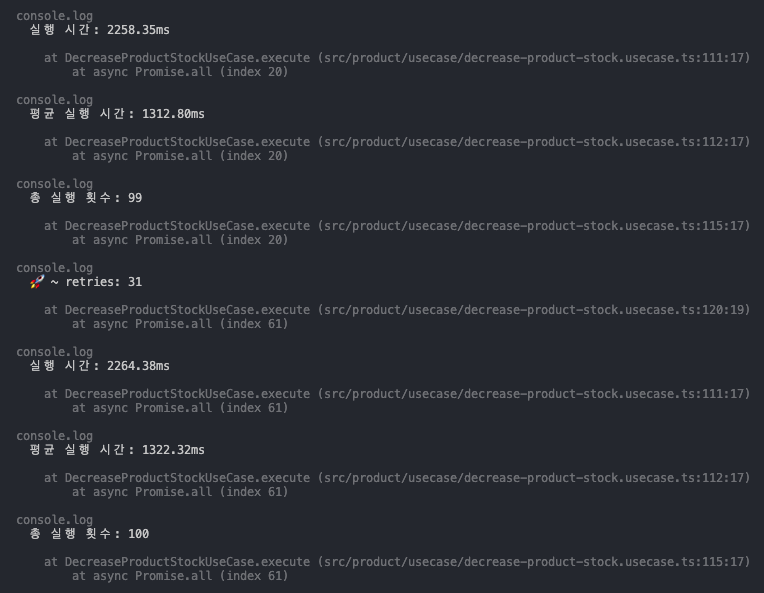 console.log
실행 시간: 2258.35ms
at DecreaseProductStockUseCase.execute (src/product/usecase/decrease-product-stock.usecase.ts:111:17)
at async Promise.all (index 20)
console.log
평균 실행 시간: 1312.80ms
at DecreaseProductStockUseCase.execute (src/product/usecase/decrease-product-stock.usecase.ts:112:17)
at async Promise.all (index 20)
console.log
총 실행 횟수: 99
at DecreaseProductStockUseCase.execute (src/product/usecase/decrease-product-stock.usecase.ts:115:17)
at async Promise.all (index 20)
console.log
🚀 ~ retries: 31
at DecreaseProductStockUseCase.execute (src/product/usecase/decrease-product-stock.usecase.ts:120:19)
at async Promise.all (index 61)
console.log
실행 시간: 2264.38ms
at DecreaseProductStockUseCase.execute (src/product/usecase/decrease-product-stock.usecase.ts:111:17)
at async Promise.all (index 61)
console.log
평균 실행 시간: 1322.32ms
at DecreaseProductStockUseCase.execute (src/product/usecase/decrease-product-stock.usecase.ts:112:17)
at async Promise.all (index 61)
console.log
총 실행 횟수: 100
at DecreaseProductStockUseCase.execute (src/product/usecase/decrease-product-stock.usecase.ts:115:17)
at async Promise.all (index 61)